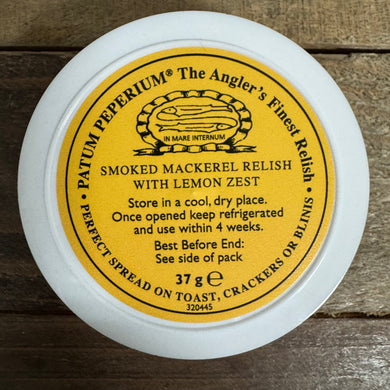 PATUM PEPERIUM® The Angler's Finest Relish
IN MARE INTERNUM
SMOKED MACKEREL RELISH
WITH LEMON ZEST
Store in a cool, dry place.
Once opened keep refrigerated
and use within 4 weeks.
Best Before End:
See side of pack
37 g ℮
• PERFECT SPREAD ON TOAST, CRACKERS OR BLINIS •
320445